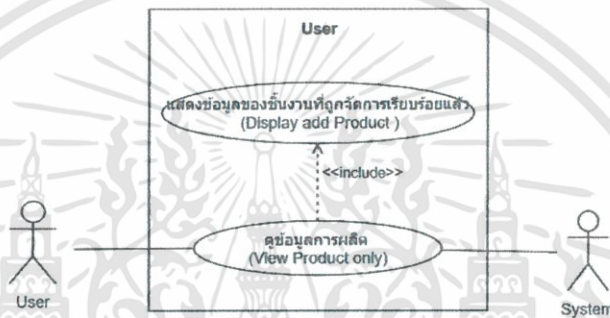 User
แสดงข้อมูลของชิ้นงานที่ถูกจัดการเรียบร้อยแล้ว
(Display add Product )
<<include>>
ดูข้อมูลการผลิต
(View Product only)
User
System